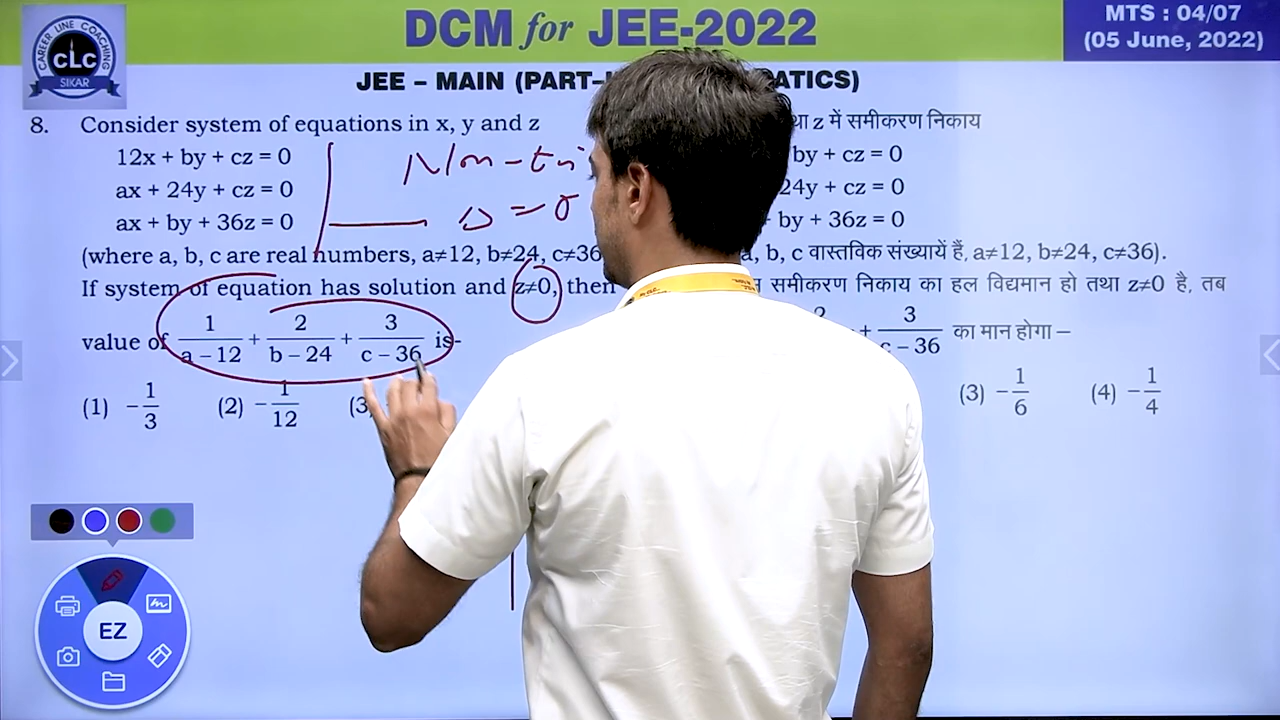 CAREER LINE COACHING
CLC
SIKAR
DCM for JEE-2022
MTS : 04/07
(05 June, 2022)
JEE – MAIN (PART–
ATICS)
8. Consider system of equations in x, y and z
12x + by + cz = 0
ax + 24y + cz = 0
ax + by + 36z = 0
Non-tri
Δ = 0
(where a, b, c are real numbers, a≠12, b≠24, c≠36
If system of equation has solution and z≠0, then
value of 1/(a – 12) + 2/(b – 24) + 3/(c – 36) is-
(1) –1/3 (2) –1/12 (3)
z में समीकरण निकाय
by + cz = 0
24y + cz = 0
by + 36z = 0
, b, c वास्तविक संख्यायें हैं, a≠12, b≠24, c≠36).
समीकरण निकाय का हल विद्यमान हो तथा z≠0 है, तब
+ 3/(c – 36) का मान होगा –
(3) –1/6 (4) –1/4
EZ